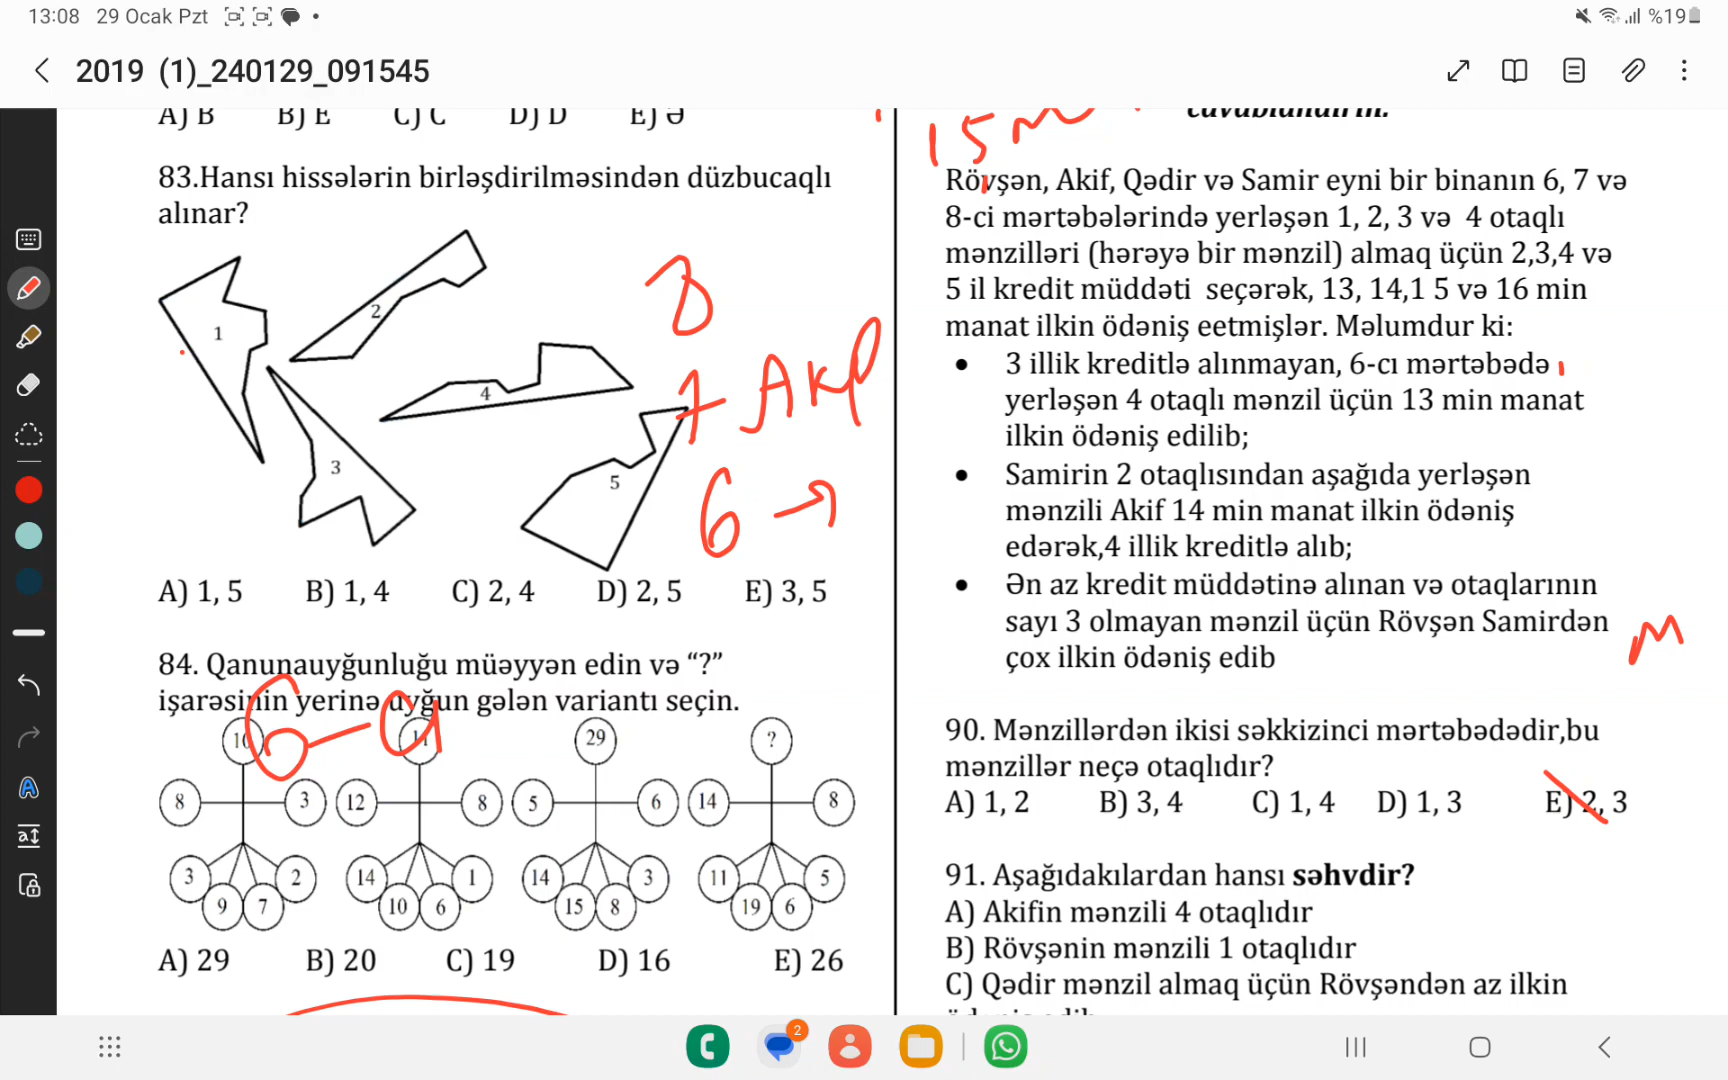 13:08 29 Ocak Pzt
%19
2019 (1)_240129_091545
A) B B) E C) C D) D E) Ə
83.Hansı hissələrin birləşdirilməsindən düzbucaqlı
alınar?
1
2
3
4
5
8
7 Akif
6
A) 1, 5 B) 1, 4 C) 2, 4 D) 2, 5 E) 3, 5
84. Qanunauyğunluğu müəyyən edin və “?”
işarəsinin yerinə uyğun gələn variantı seçin.
10 11 29 ?
8 3 12 8 5 6 14 8
3 2 14 1 14 3 11 5
9 7 10 6 15 8 19 6
A) 29 B) 20 C) 19 D) 16 E) 26
cavablandırın.
15 m
Rövşən, Akif, Qədir və Samir eyni bir binanın 6, 7 və
8-ci mərtəbələrində yerləşən 1, 2, 3 və 4 otaqlı
mənzilləri (hərəyə bir mənzil) almaq üçün 2,3,4 və
5 il kredit müddəti seçərək, 13, 14,1 5 və 16 min
manat ilkin ödəniş eetmişlər. Məlumdur ki:
• 3 illik kreditlə alınmayan, 6-cı mərtəbədə
yerləşən 4 otaqlı mənzil üçün 13 min manat
ilkin ödəniş edilib;
• Samirin 2 otaqlısından aşağıda yerləşən
mənzili Akif 14 min manat ilkin ödəniş
edərək,4 illik kreditlə alıb;
• Ən az kredit müddətinə alınan və otaqlarının
sayı 3 olmayan mənzil üçün Rövşən Samirdən
çox ilkin ödəniş edib
90. Mənzillərdən ikisi səkkizinci mərtəbədədir,bu
mənzillər neçə otaqlıdır?
A) 1, 2 B) 3, 4 C) 1, 4 D) 1, 3 E) 2, 3
91. Aşağıdakılardan hansı səhvdir?
A) Akifin mənzili 4 otaqlıdır
B) Rövşənin mənzili 1 otaqlıdır
C) Qədir mənzil almaq üçün Rövşəndən az ilkin
2